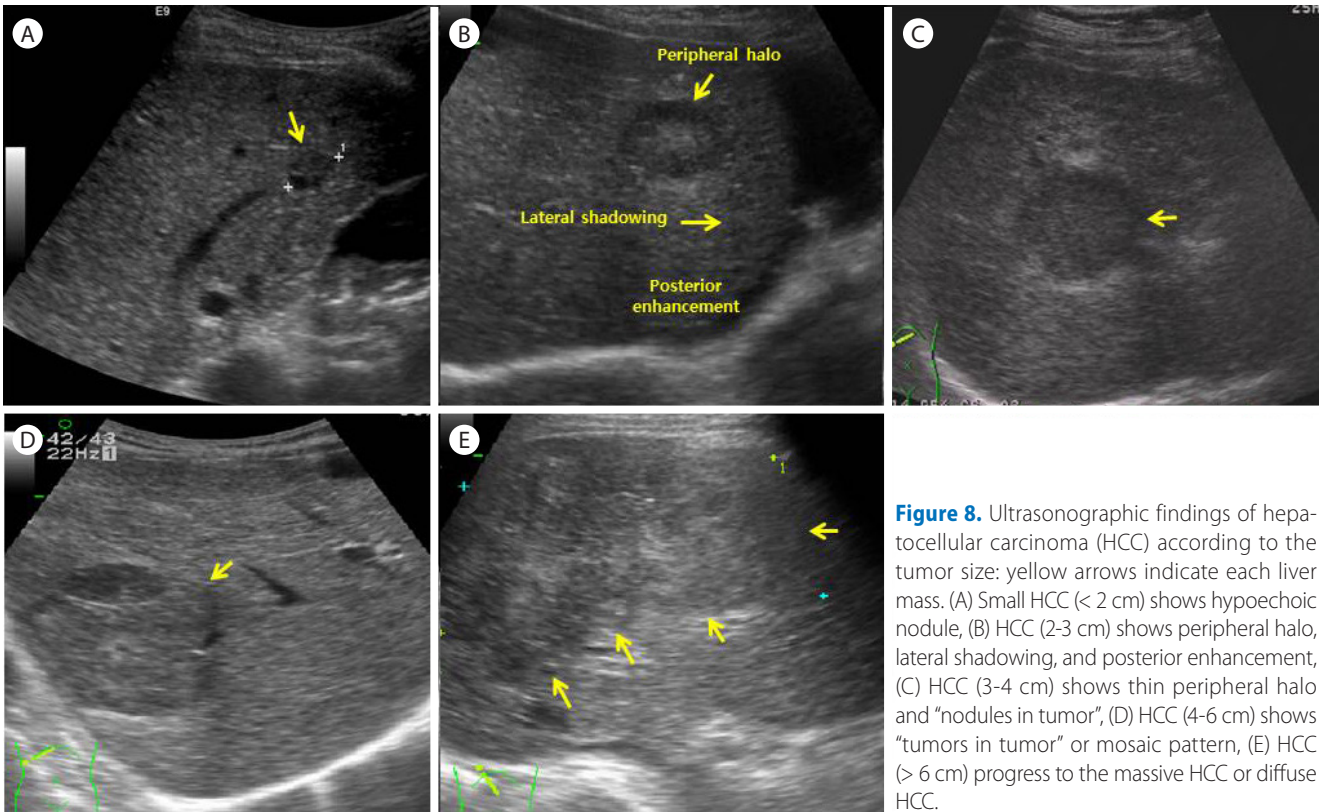 A
E9
1
B
Peripheral halo
Lateral shadowing
Posterior
enhancement
C
D
42/43
22Hz 1
E
1
Figure 8. Ultrasonographic findings of hepa-
tocellular carcinoma (HCC) according to the
tumor size: yellow arrows indicate each liver
mass. (A) Small HCC (< 2 cm) shows hypoechoic
nodule, (B) HCC (2-3 cm) shows peripheral halo,
lateral shadowing, and posterior enhancement,
(C) HCC (3-4 cm) shows thin peripheral halo
and “nodules in tumor”, (D) HCC (4-6 cm) shows
“tumors in tumor” or mosaic pattern, (E) HCC
(> 6 cm) progress to the massive HCC or diffuse
HCC.